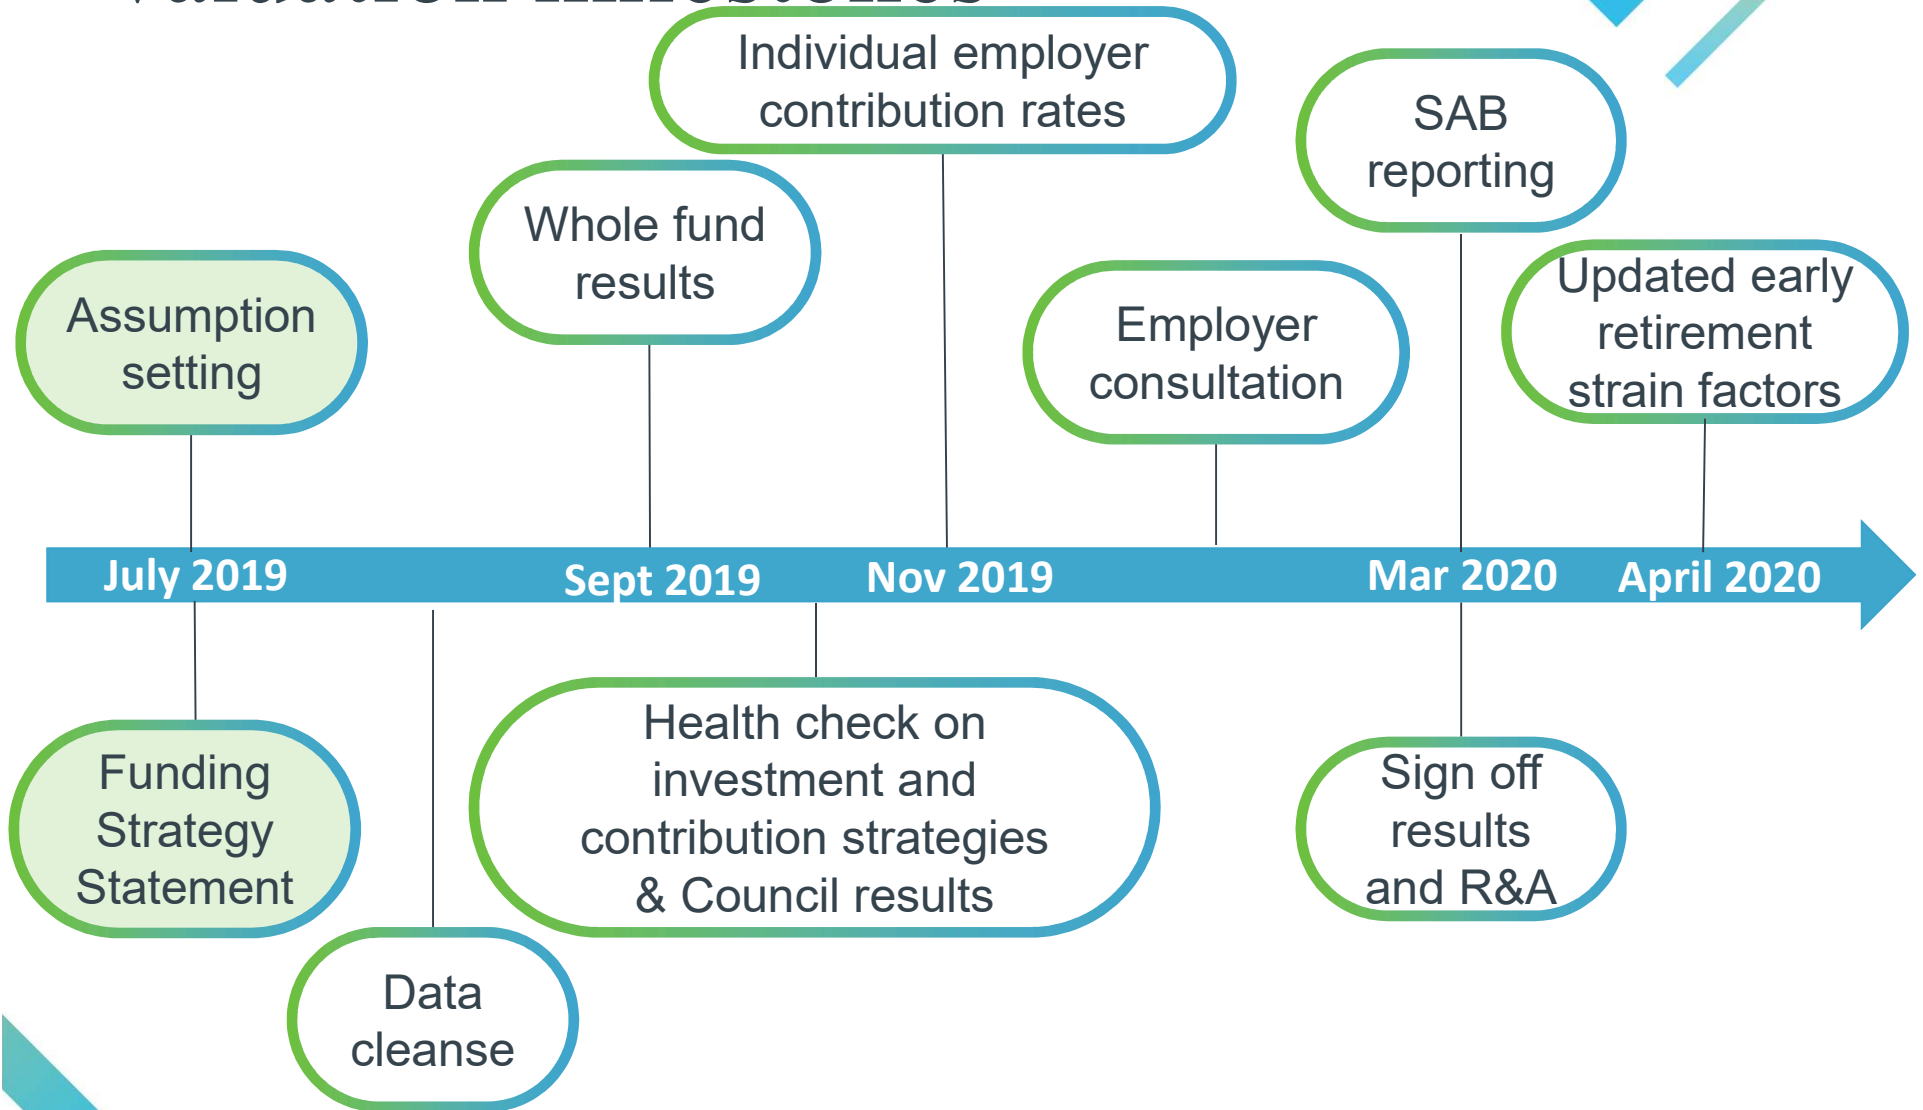 Individual employer
contribution rates
SAB
reporting
Whole fund
results
Assumption
setting
Employer
consultation
Updated early
retirement
strain factors
July 2019
Sept 2019
Nov 2019
Mar 2020
April 2020
Funding
Strategy
Statement
Data
cleanse
Health check on
investment and
contribution strategies
& Council results
Sign off
results
and R&A